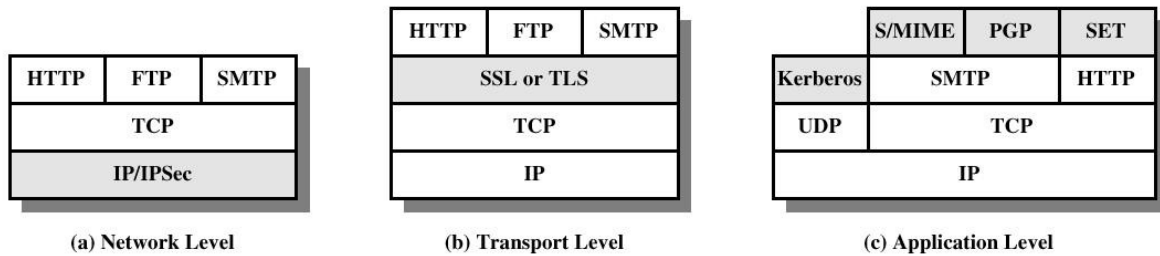 HTTP FTP SMTP
TCP
IP/IPSec
(a) Network Level
HTTP FTP SMTP
SSL or TLS
TCP
IP
(b) Transport Level
S/MIME PGP SET
Kerberos SMTP HTTP
UDP TCP
IP
(c) Application Level